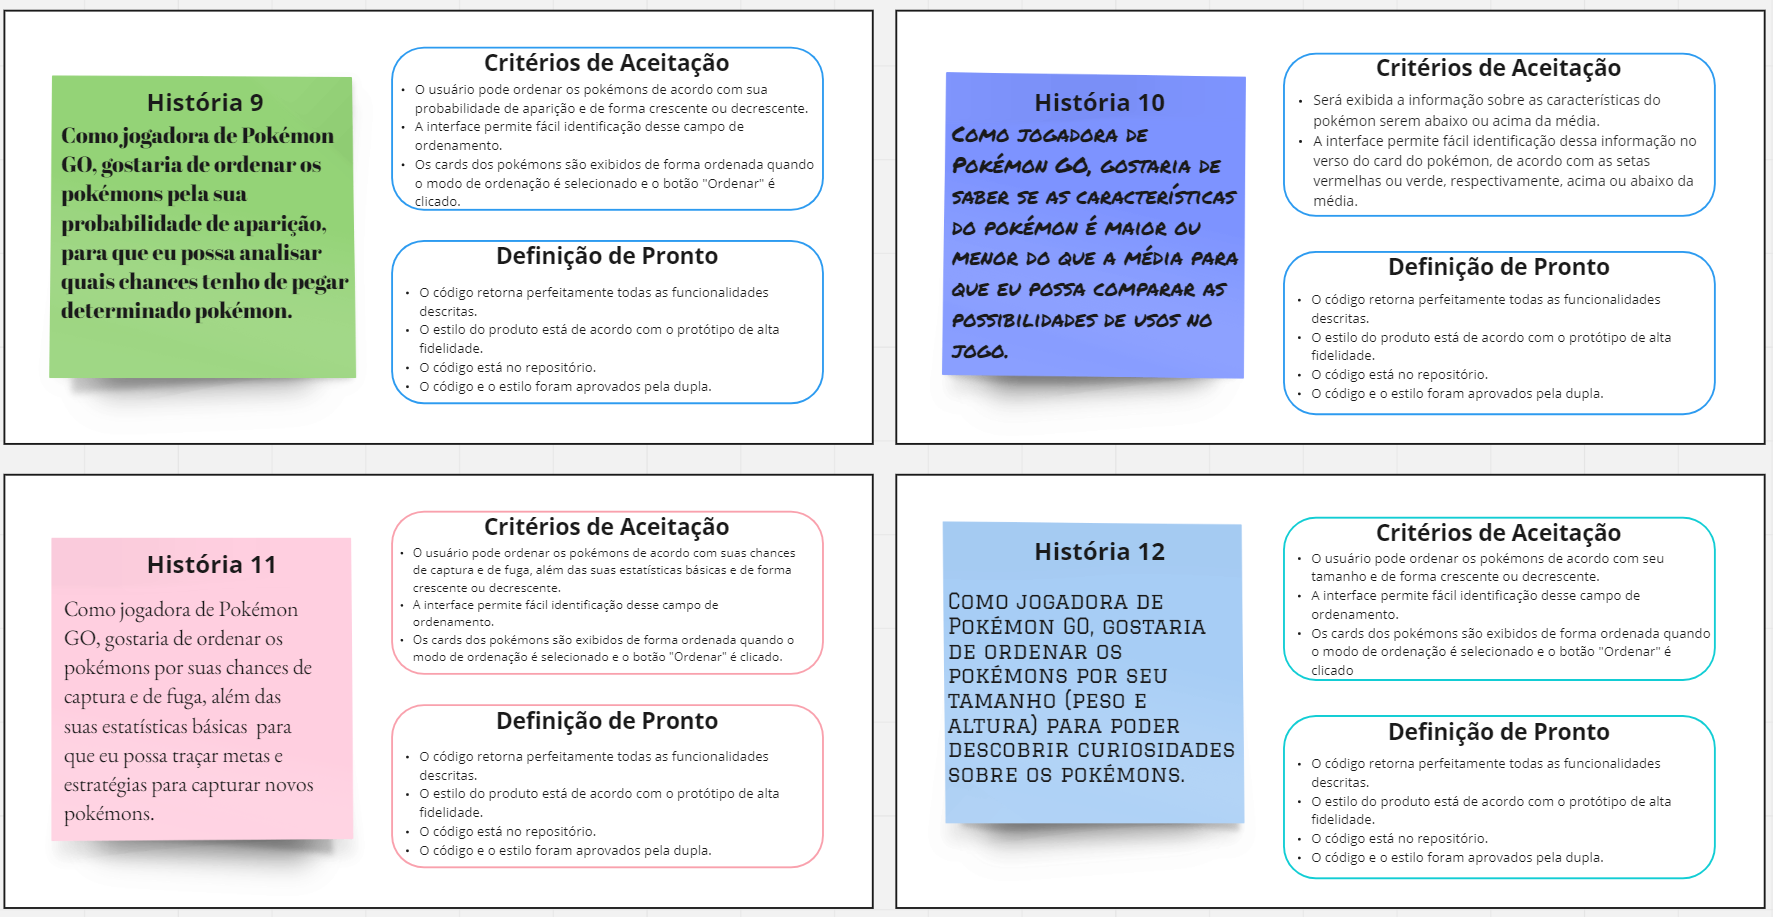 História 9
Como jogadora de Pokémon
GO, gostaria de ordenar os
pokémons pela sua
probabilidade de aparição,
para que eu possa analisar
quais chances tenho de pegar
determinado pokémon.
Critérios de Aceitação
• O usuário pode ordenar os pokémons de acordo com sua
probabilidade de aparição e de forma crescente ou decrescente.
• A interface permite fácil identificação desse campo de
ordenamento.
• Os cards dos pokémons são exibidos de forma ordenada quando
o modo de ordenação é selecionado e o botão "Ordenar" é
clicado.
Definição de Pronto
• O código retorna perfeitamente todas as funcionalidades
descritas.
• O estilo do produto está de acordo com o protótipo de alta
fidelidade.
• O código está no repositório.
• O código e o estilo foram aprovados pela dupla.
História 10
Como jogadora de
Pokémon GO, gostaria de
saber se as características
do pokémon é maior ou
menor do que a média para
que eu possa comparar as
possibilidades de usos no
jogo.
Critérios de Aceitação
• Será exibida a informação sobre as características do
pokémon serem abaixo ou acima da média.
• A interface permite fácil identificação dessa informação no
verso do card do pokémon, de acordo com as setas
vermelhas ou verde, respectivamente, acima ou abaixo da
média.
Definição de Pronto
• O código retorna perfeitamente todas as funcionalidades
descritas.
• O estilo do produto está de acordo com o protótipo de alta
fidelidade.
• O código está no repositório.
• O código e o estilo foram aprovados pela dupla.
História 11
Como jogadora de Pokémon
GO, gostaria de ordenar os
pokémons por suas chances de
captura e de fuga, além das
suas estatísticas básicas  para
que eu possa traçar metas e
estratégias para capturar novos
pokémons.
Critérios de Aceitação
• O usuário pode ordenar os pokémons de acordo com suas chances
de captura e de fuga, além das suas estatísticas básicas e de forma
crescente ou decrescente.
• A interface permite fácil identificação desse campo de
ordenamento.
• Os cards dos pokémons são exibidos de forma ordenada quando o
modo de ordenação é selecionado e o botão "Ordenar" é clicado.
Definição de Pronto
• O código retorna perfeitamente todas as funcionalidades
descritas.
• O estilo do produto está de acordo com o protótipo de alta
fidelidade.
• O código está no repositório.
• O código e o estilo foram aprovados pela dupla.
História 12
Como jogadora de
Pokémon GO, gostaria
de ordenar os
pokémons por seu
tamanho (peso e
altura) para poder
descobrir curiosidades
sobre os pokémons.
Critérios de Aceitação
• O usuário pode ordenar os pokémons de acordo com seu
tamanho e de forma crescente ou decrescente.
• A interface permite fácil identificação desse campo de
ordenamento.
• Os cards dos pokémons são exibidos de forma ordenada quando
o modo de ordenação é selecionado e o botão "Ordenar" é
clicado
Definição de Pronto
• O código retorna perfeitamente todas as funcionalidades
descritas.
• O estilo do produto está de acordo com o protótipo de alta
fidelidade.
• O código está no repositório.
• O código e o estilo foram aprovados pela dupla.